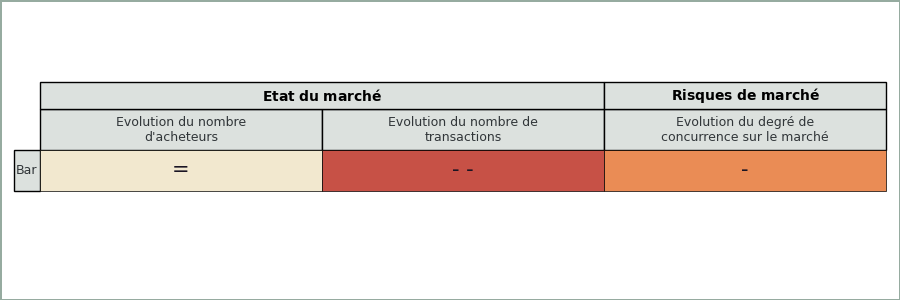 Etat du marché
Risques de marché
Evolution du nombre
d'acheteurs
Evolution du nombre de
transactions
Evolution du degré de
concurrence sur le marché
Bar
=
- -
-